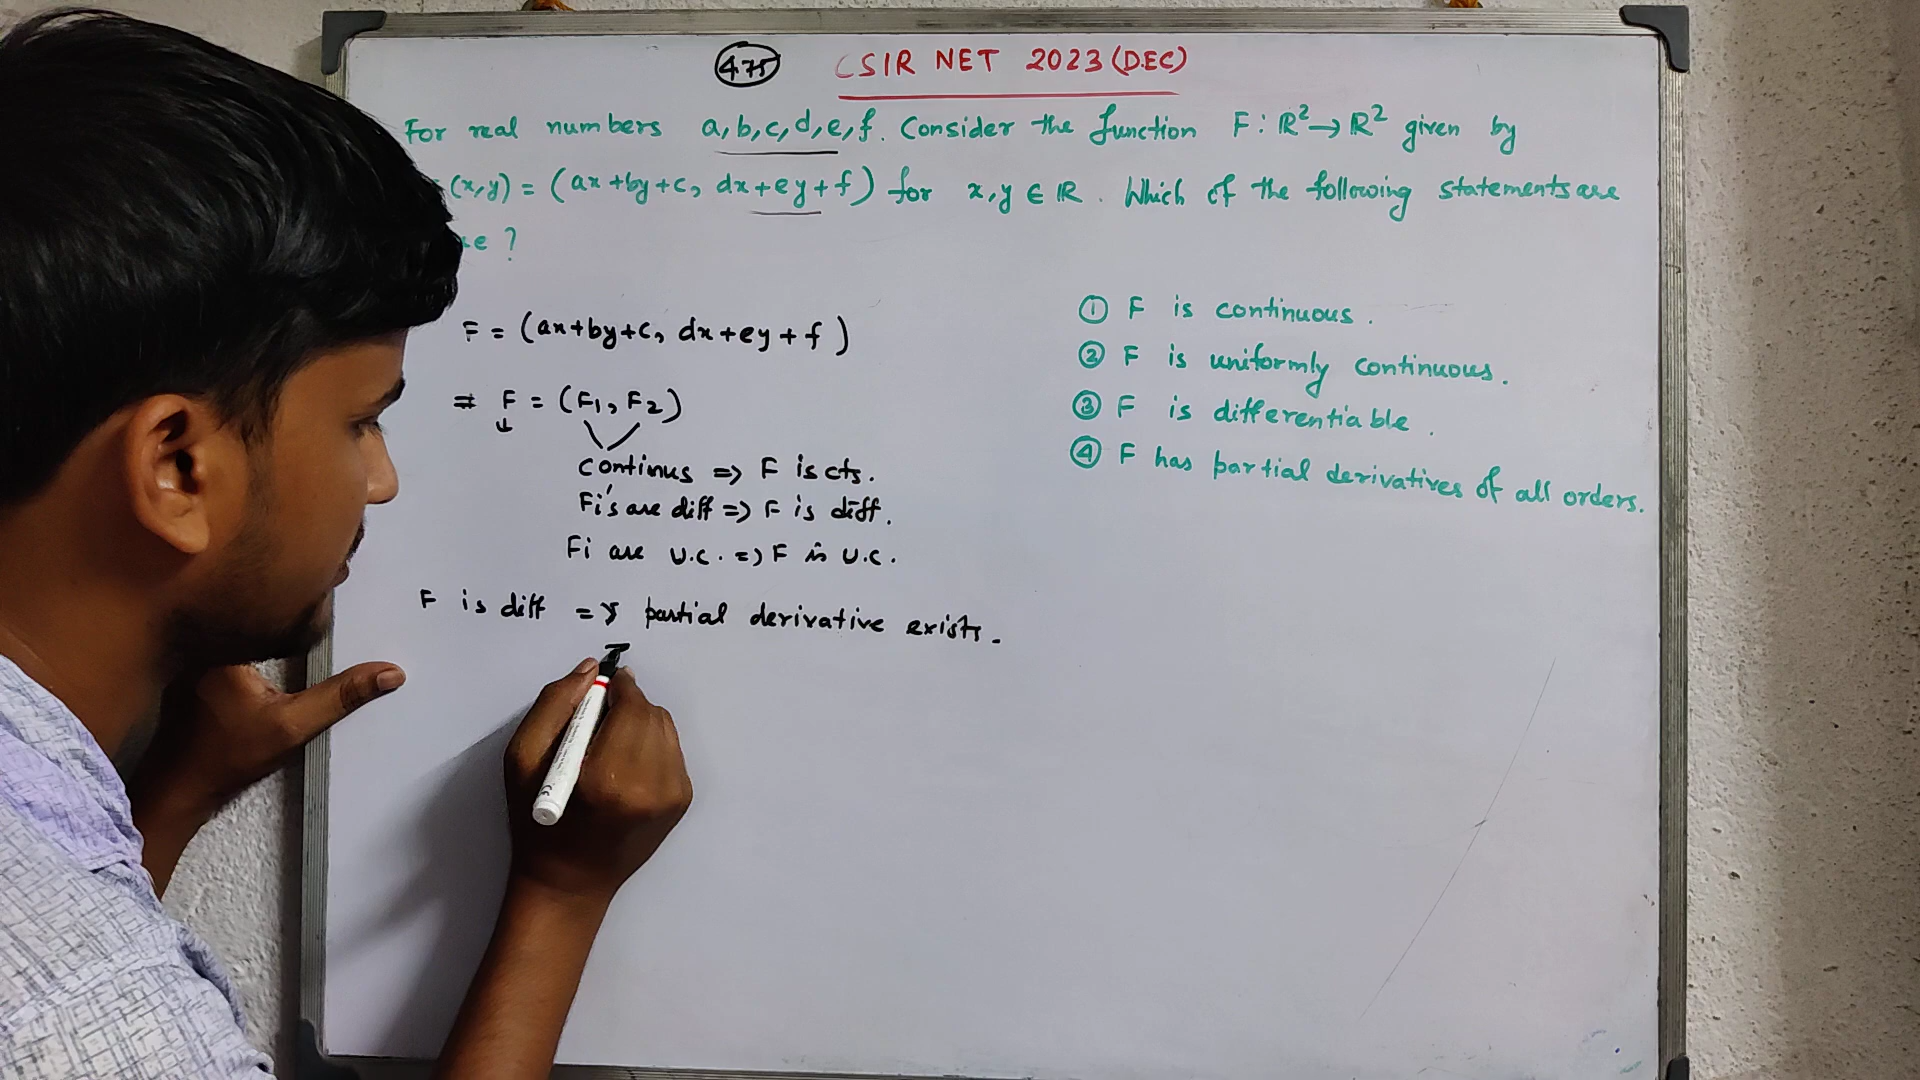 475 CSIR NET 2023 (DEC)
For real numbers a, b, c, d, e, f. Consider the function F : ℝ² → ℝ² given by
(x,y) = (ax + by + c, dx + ey + f) for x, y ∈ ℝ. Which of the following statements are
?
F = (ax+by+c, dx+ey+f)
⇒ F = (F₁, F₂)
↓
continus => F is cts.
Fi's are diff => F is diff.
Fi are U.C. => F is U.C.
F is diff => partial derivative exists.
① F is continuous.
② F is uniformly continuous.
③ F is differentiable.
④ F has partial derivatives of all orders.